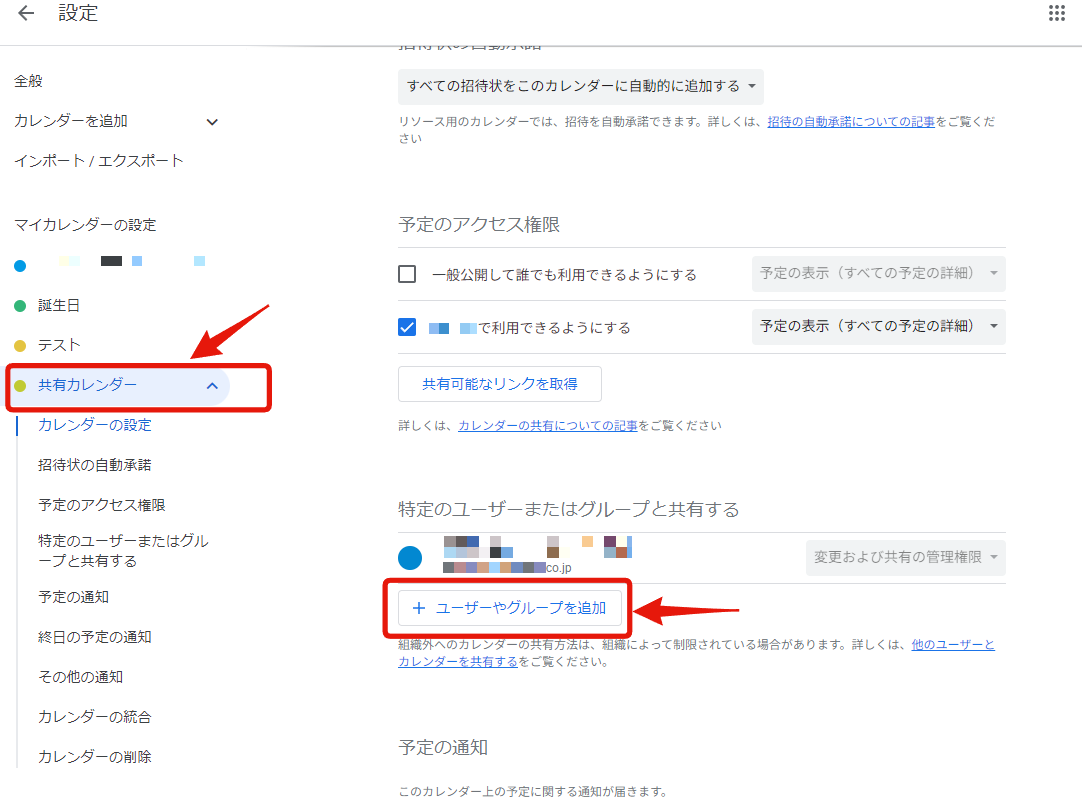 設定
全般
カレンダーを追加
インポート / エクスポート
マイカレンダーの設定
誕生日
テスト
共有カレンダー
カレンダーの設定
招待状の自動承諾
予定のアクセス権限
特定のユーザーまたはグル
ープと共有する
予定の通知
終日の予定の通知
その他の通知
カレンダーの統合
カレンダーの削除
招待状の自動承諾
すべての招待状をこのカレンダーに自動的に追加する
リソース用のカレンダーでは、招待を自動承諾できます。詳しくは、招待の自動承諾についての記事をご覧くだ
さい
予定のアクセス権限
一般公開して誰でも利用できるようにする
予定の表示（すべての予定の詳細）
で利用できるようにする
予定の表示（すべての予定の詳細）
共有可能なリンクを取得
詳しくは、カレンダーの共有についての記事をご覧ください
特定のユーザーまたはグループと共有する
co.jp
変更および共有の管理権限
+ ユーザーやグループを追加
組織外へのカレンダーの共有方法は、組織によって制限されている場合があります。詳しくは、他のユーザーと
カレンダーを共有するをご覧ください。
予定の通知
このカレンダー上の予定に関する通知が届きます。